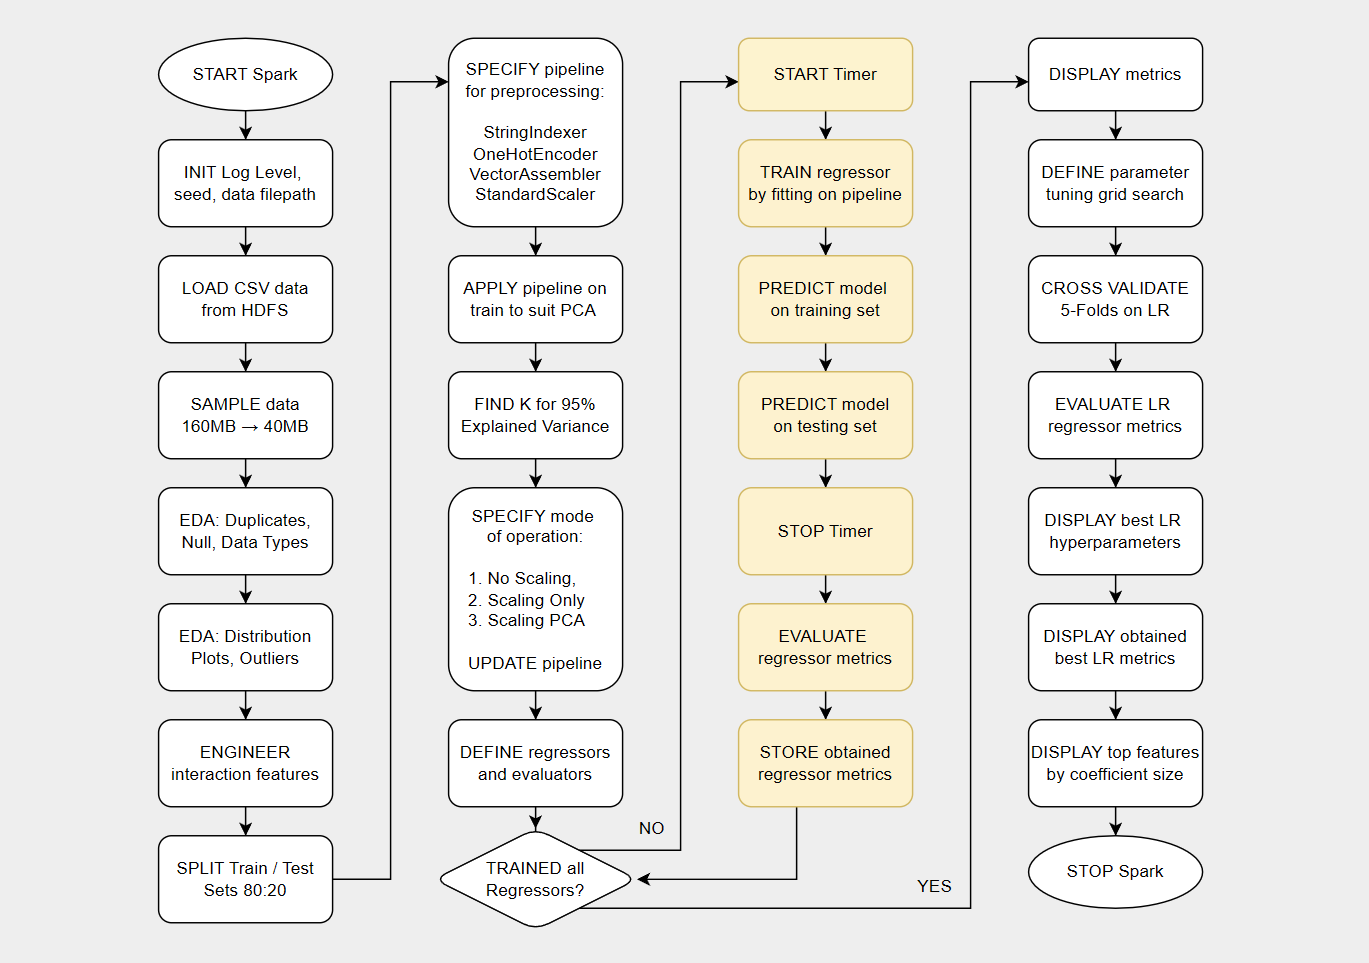 START Spark
INIT Log Level,
seed, data filepath
LOAD CSV data
from HDFS
SAMPLE data
160MB → 40MB
EDA: Duplicates,
Null, Data Types
EDA: Distribution
Plots, Outliers
ENGINEER
interaction features
SPLIT Train / Test
Sets 80:20
SPECIFY pipeline
for preprocessing:
StringIndexer
OneHotEncoder
VectorAssembler
StandardScaler
APPLY pipeline on
train to suit PCA
FIND K for 95%
Explained Variance
SPECIFY mode
of operation:
1. No Scaling,
2. Scaling Only
3. Scaling PCA
UPDATE pipeline
DEFINE regressors
and evaluators
TRAINED all
Regressors?
NO
YES
START Timer
TRAIN regressor
by fitting on pipeline
PREDICT model
on training set
PREDICT model
on testing set
STOP Timer
EVALUATE
regressor metrics
STORE obtained
regressor metrics
DISPLAY metrics
DEFINE parameter
tuning grid search
CROSS VALIDATE
5-Folds on LR
EVALUATE LR
regressor metrics
DISPLAY best LR
hyperparameters
DISPLAY obtained
best LR metrics
DISPLAY top features
by coefficient size
STOP Spark